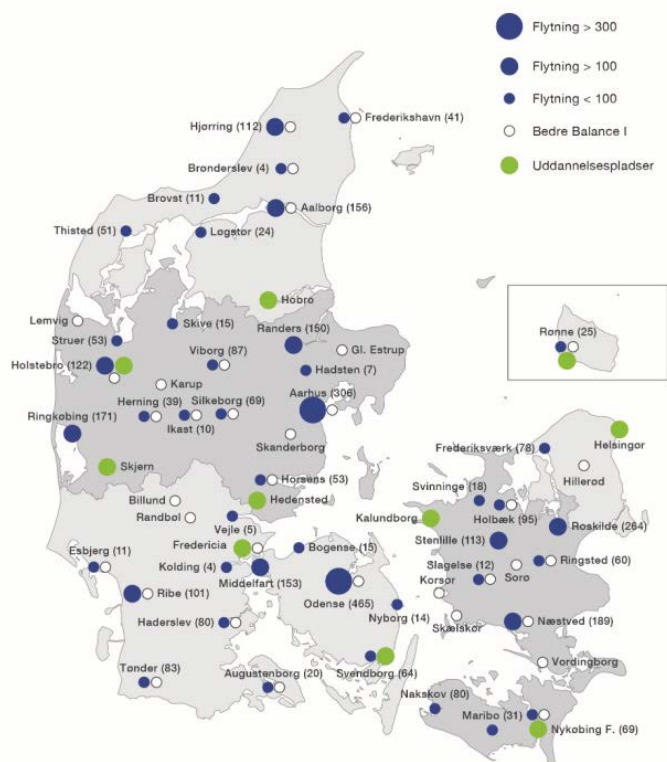 Flytning > 300
Flytning > 100
Flytning < 100
Bedre Balance I
Uddannelsespladser
Hjørring (112)
Frederikshavn (41)
Brønderslev (4)
Brovst (11)
Aalborg (156)
Thisted (51)
Løgstør (24)
Hobro
Lemvig
Skive (15)
Randers (150)
Struer (53)
Viborg (87)
Gl. Estrup
Holstebro (122)
Hadsten (7)
Karup
Aarhus (306)
Herning (39)
Silkeborg (69)
Ringkøbing (171)
Ikast (10)
Skanderborg
Skjern
Horsens (53)
Hedensted
Billund
Randbøl
Vejle (5)
Fredericia
Bogense (15)
Esbjerg (11)
Kolding (4)
Middelfart (153)
Ribe (101)
Odense (465)
Haderslev (80)
Nyborg (14)
Tønder (83)
Augustenborg (20)
Svendborg (64)
Rønne (25)
Helsingør
Frederiksværk (78)
Hillerød
Svinninge (18)
Kalundborg
Holbæk (95)
Roskilde (264)
Stenlille (113)
Slagelse (12)
Ringsted (60)
Korsør
Sorø
Skælskør
Næstved (189)
Vordingborg
Nakskov (80)
Maribo (31)
Nykøbing F. (69)